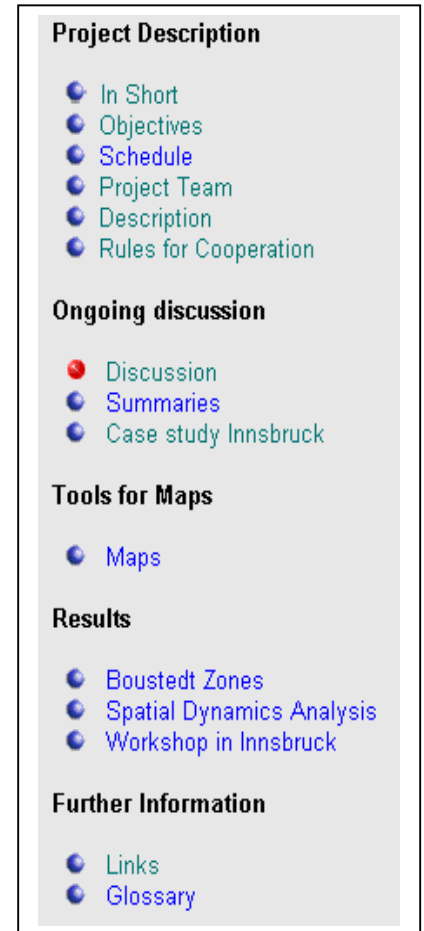 Project Description
In Short
Objectives
Schedule
Project Team
Description
Rules for Cooperation
Ongoing discussion
Discussion
Summaries
Case study Innsbruck
Tools for Maps
Maps
Results
Boustedt Zones
Spatial Dynamics Analysis
Workshop in Innsbruck
Further Information
Links
Glossary